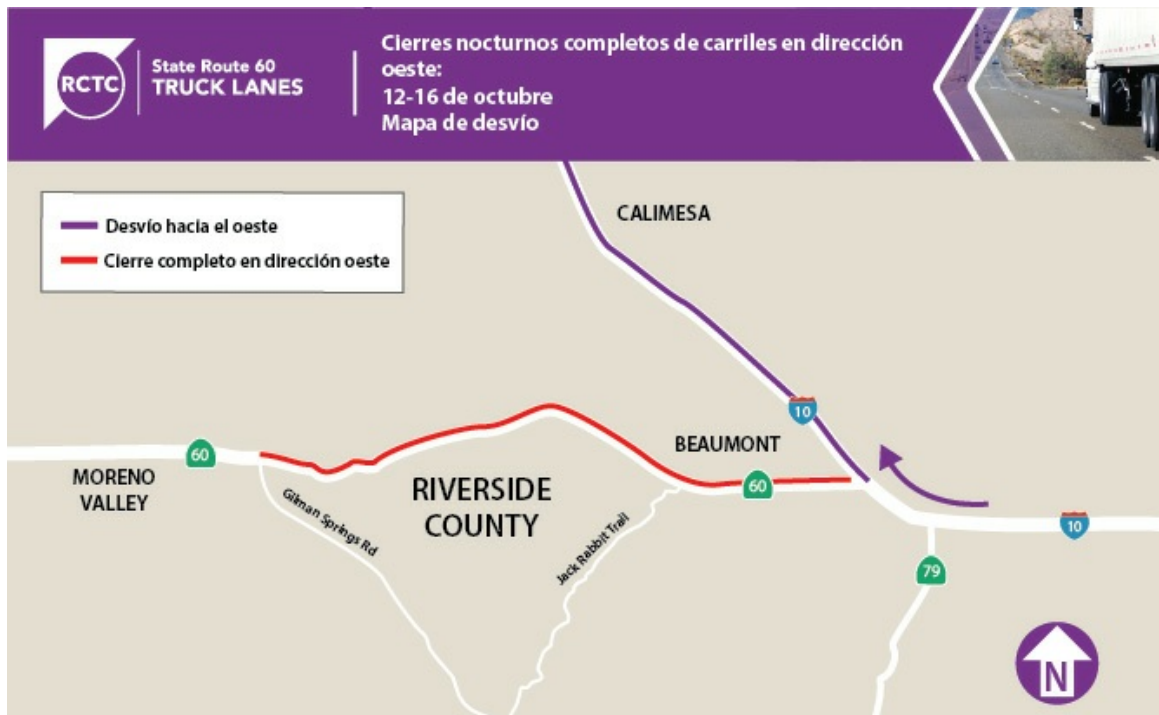 RCTC
State Route 60
TRUCK LANES
Cierres nocturnos completos de carriles en dirección
oeste:
12-16 de octubre
Mapa de desvío
Desvío hacia el oeste
Cierre completo en dirección oeste
CALIMESA
10
BEAUMONT
60
MORENO
VALLEY
Gilman Springs Rd
RIVERSIDE
COUNTY
60
Jack Rabbit Trail
10
79
N